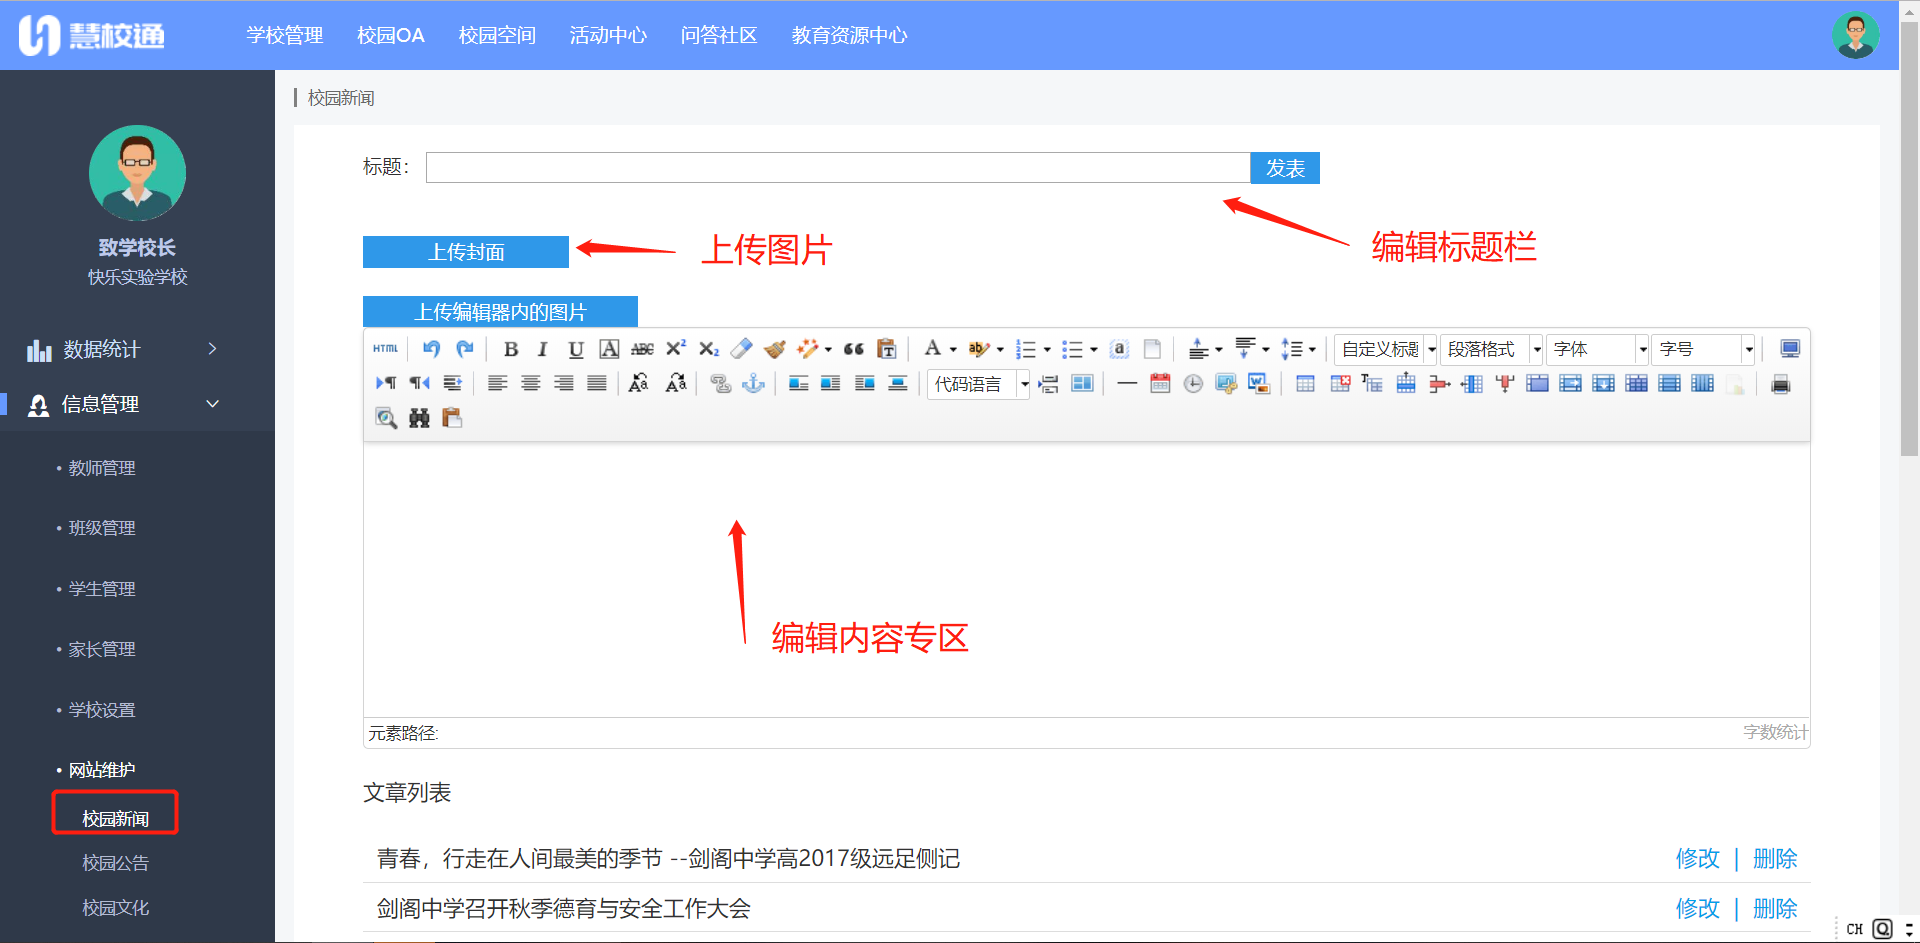 慧校通
学校管理 校园OA 校园空间 活动中心 问答社区 教育资源中心
致学校长
快乐实验学校
数据统计
信息管理
• 教师管理
• 班级管理
• 学生管理
• 家长管理
• 学校设置
• 网站维护
校园新闻
校园公告
校园文化
校园新闻
标题： 发表
编辑标题栏
上传封面 上传图片
上传编辑器内的图片
HTML B I U A ABC X² X₂ 自定义标题 段落格式 字体 字号
代码语言
编辑内容专区
元素路径: 字数统计
文章列表
青春，行走在人间最美的季节 --剑阁中学高2017级远足侧记 修改 | 删除
剑阁中学召开秋季德育与安全工作大会 修改 | 删除
CH